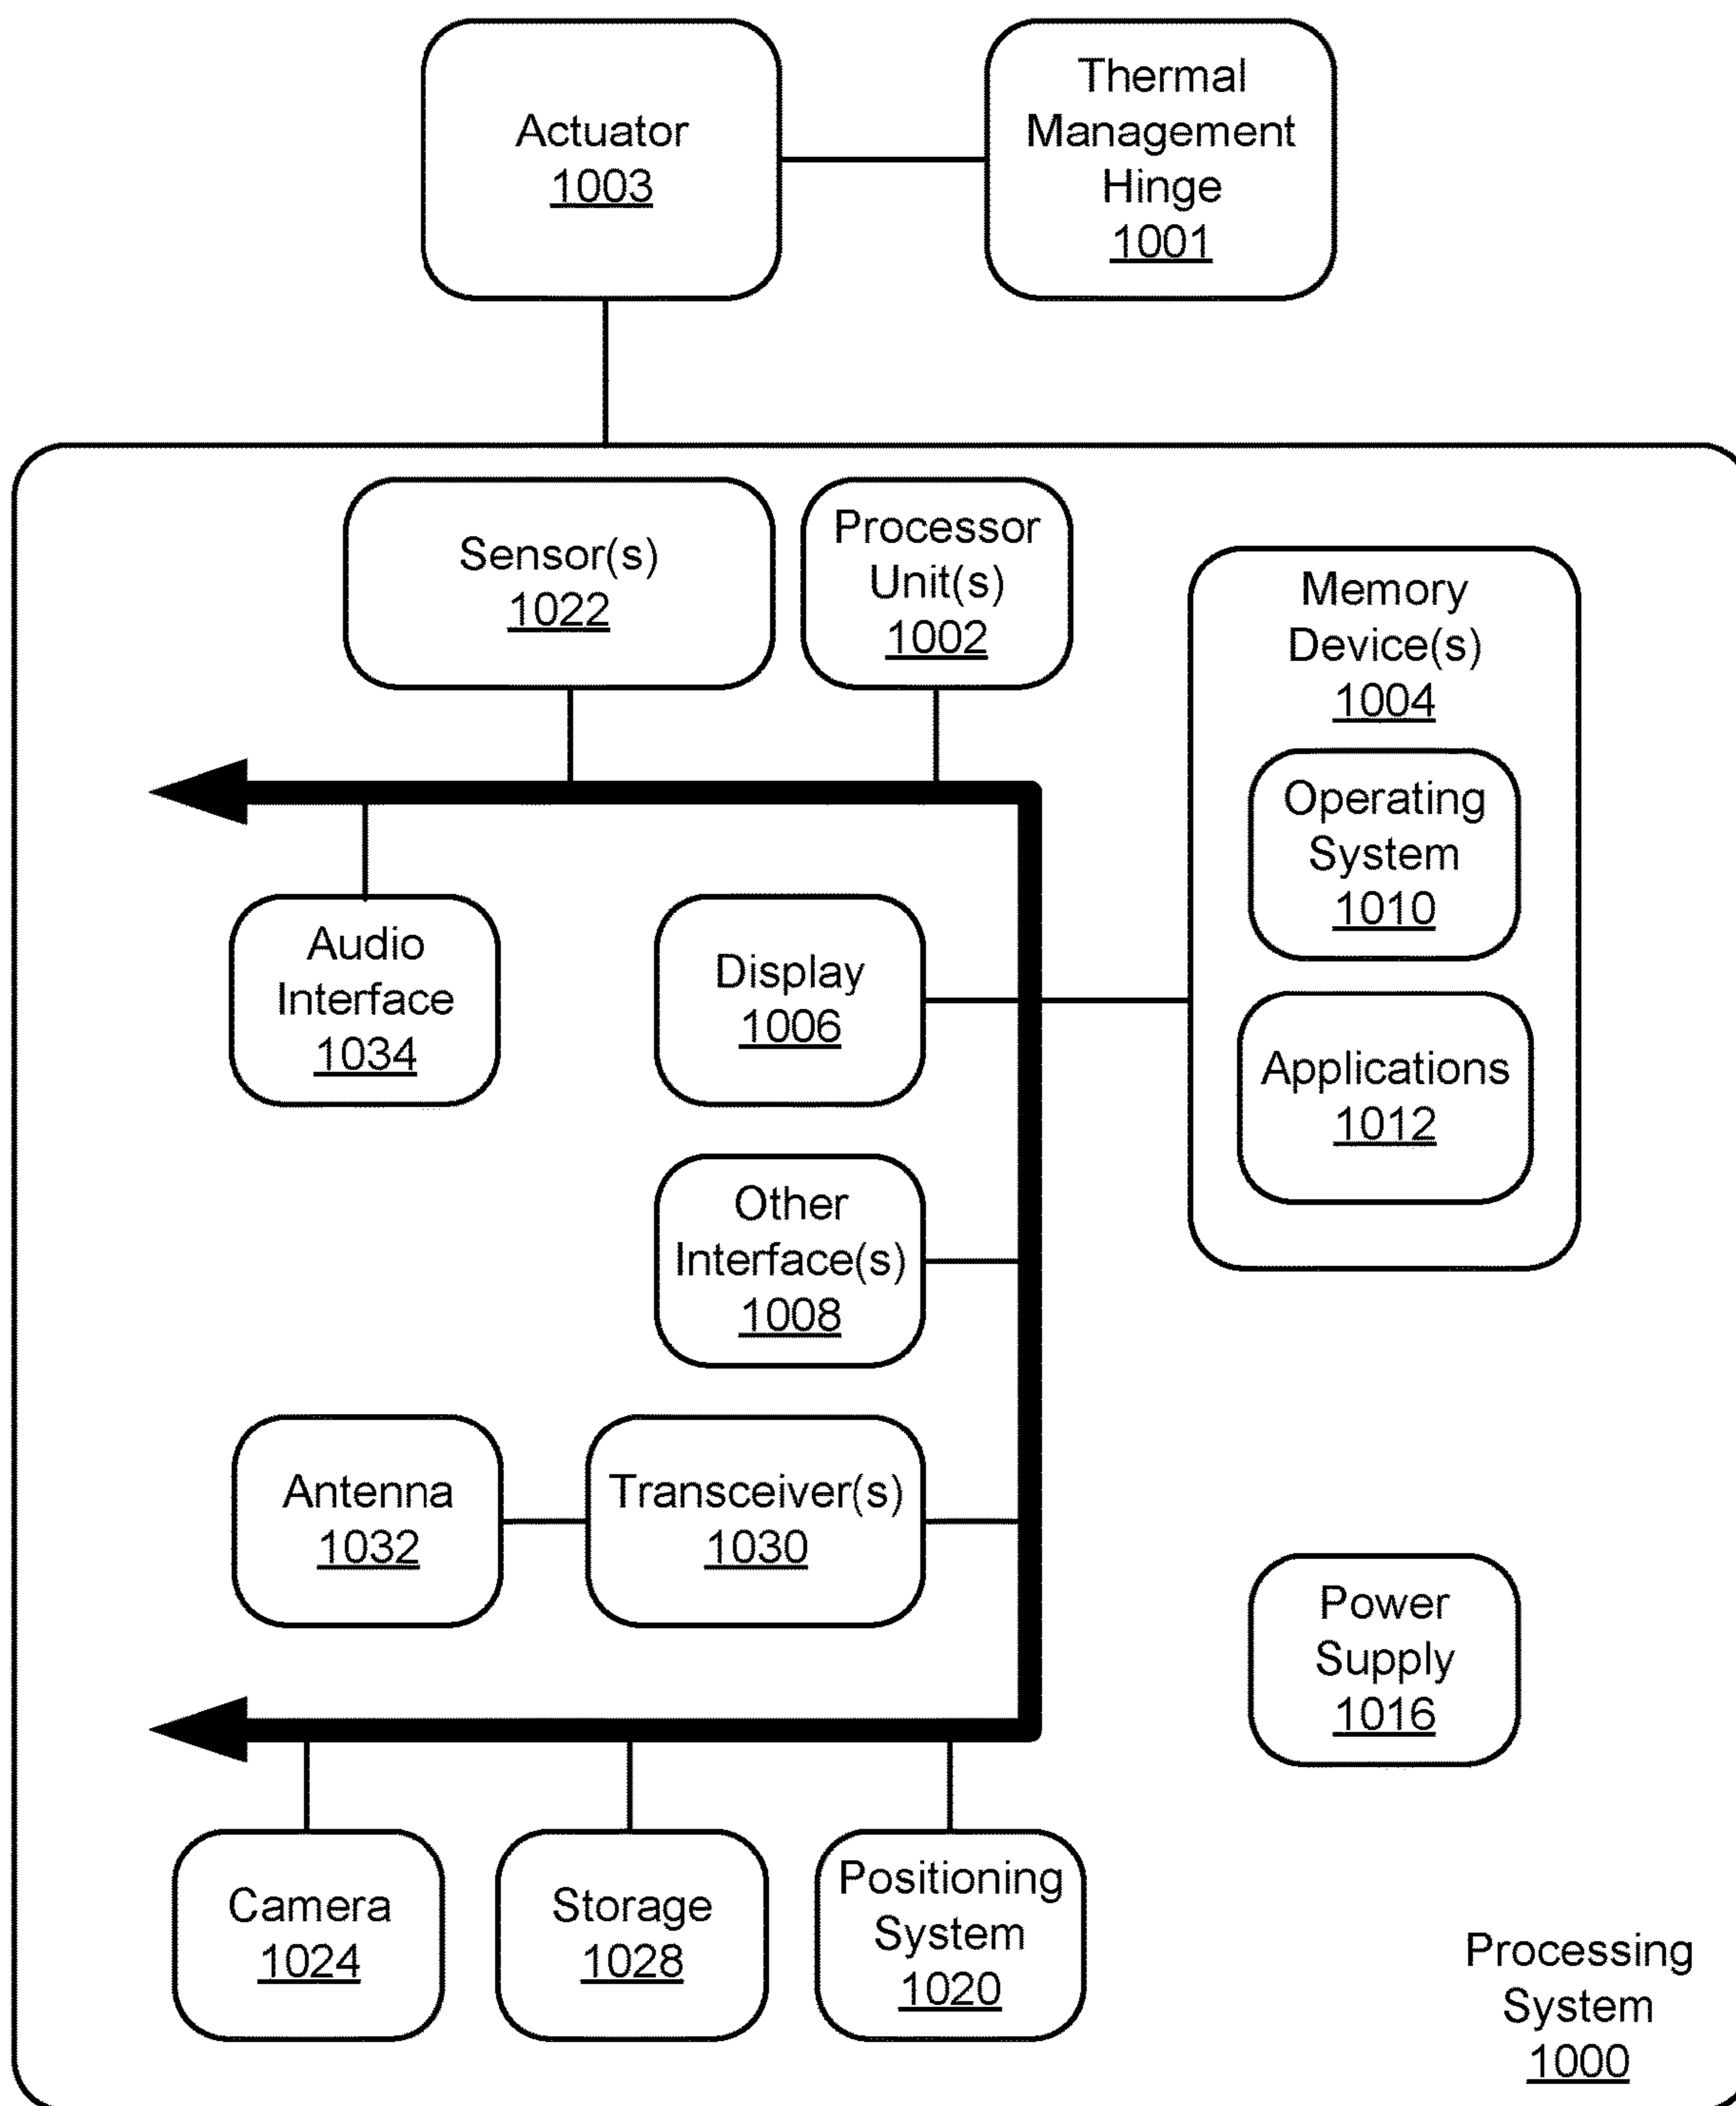 Actuator
1003
Thermal
Management
Hinge
1001
Sensor(s)
1022
Processor
Unit(s)
1002
Memory
Device(s)
1004
Operating
System
1010
Applications
1012
Audio
Interface
1034
Display
1006
Other
Interface(s)
1008
Antenna
1032
Transceiver(s)
1030
Power
Supply
1016
Camera
1024
Storage
1028
Positioning
System
1020
Processing
System
1000